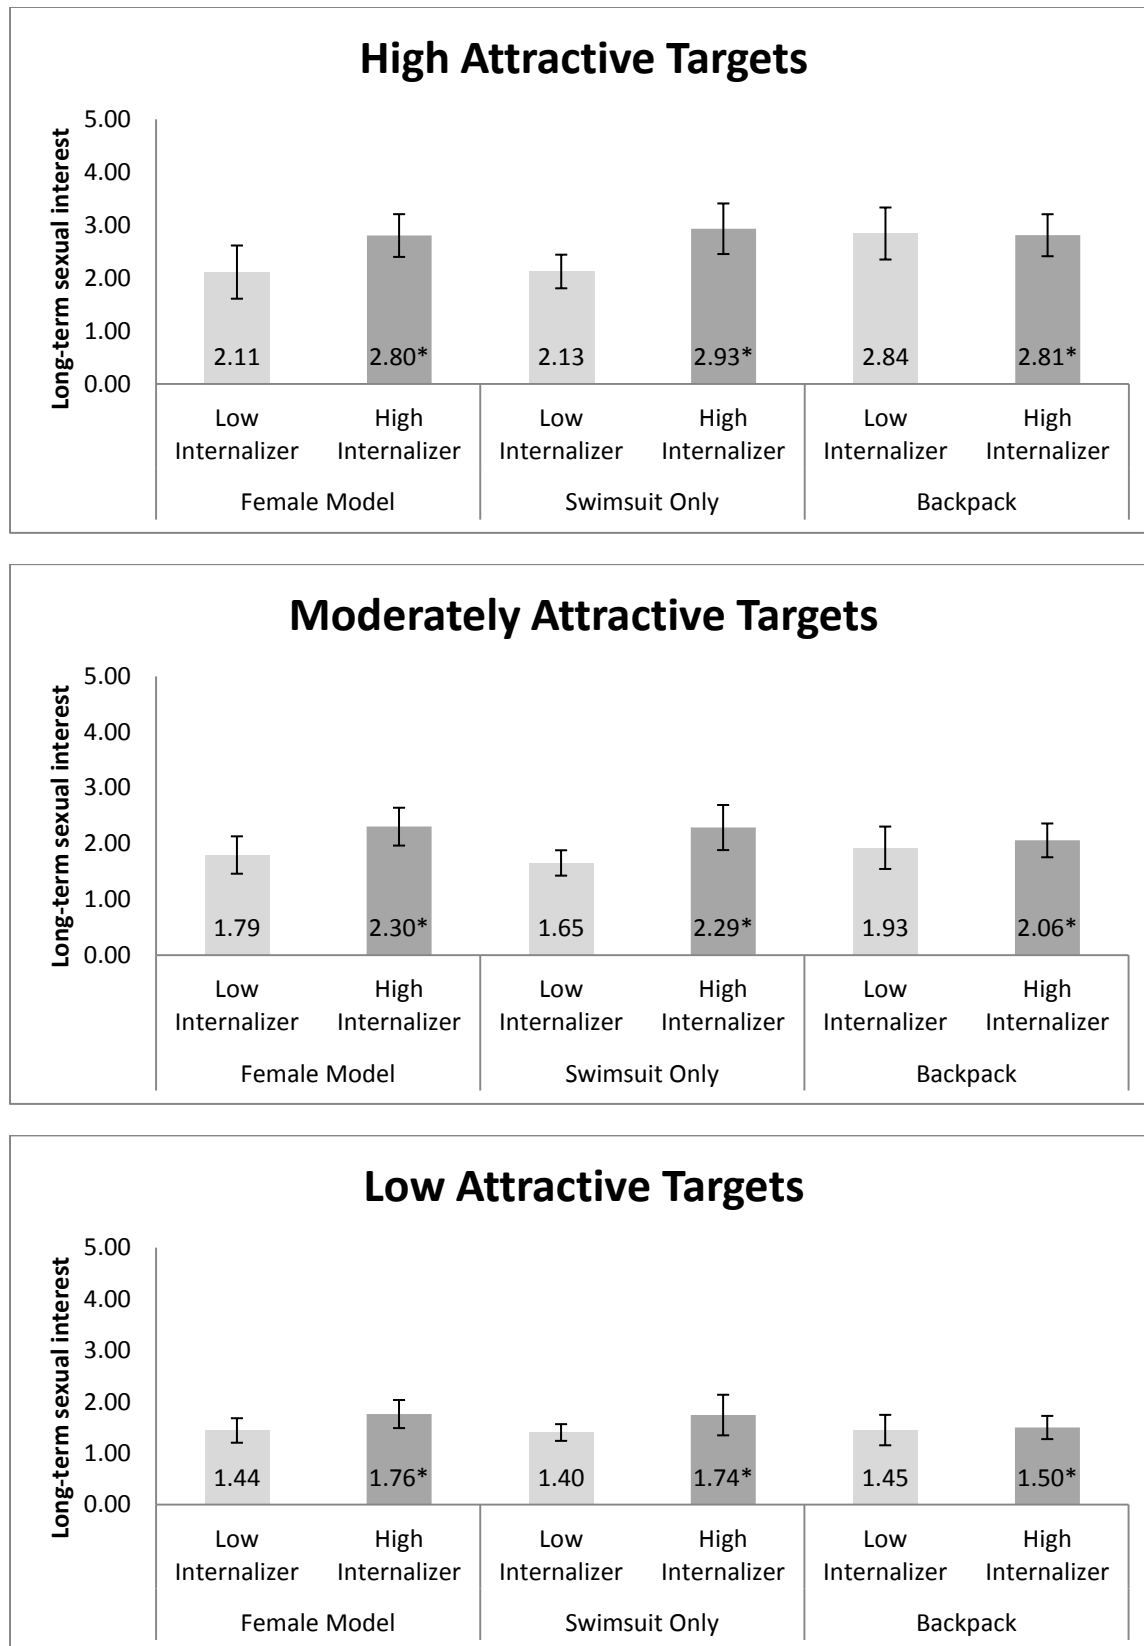 High Attractive Targets
Long-term sexual interest
5.00
4.00
3.00
2.00
1.00
0.00
2.11
2.80*
2.13
2.93*
2.84
2.81*
Low Internalizer
High Internalizer
Low Internalizer
High Internalizer
Low Internalizer
High Internalizer
Female Model
Swimsuit Only
Backpack
Moderately Attractive Targets
Long-term sexual interest
5.00
4.00
3.00
2.00
1.00
0.00
1.79
2.30*
1.65
2.29*
1.93
2.06*
Low Internalizer
High Internalizer
Low Internalizer
High Internalizer
Low Internalizer
High Internalizer
Female Model
Swimsuit Only
Backpack
Low Attractive Targets
Long-term sexual interest
5.00
4.00
3.00
2.00
1.00
0.00
1.44
1.76*
1.40
1.74*
1.45
1.50*
Low Internalizer
High Internalizer
Low Internalizer
High Internalizer
Low Internalizer
High Internalizer
Female Model
Swimsuit Only
Backpack